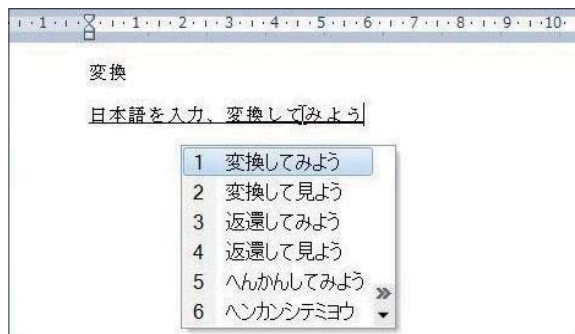 1 1 2 3 4 5 6 7 8 9 10
変換
日本語を入力、変換してみよう
1 変換してみよう
2 変換して見よう
3 返還してみよう
4 返還して見よう
5 へんかんしてみよう
6 ヘンカンシテミヨウ